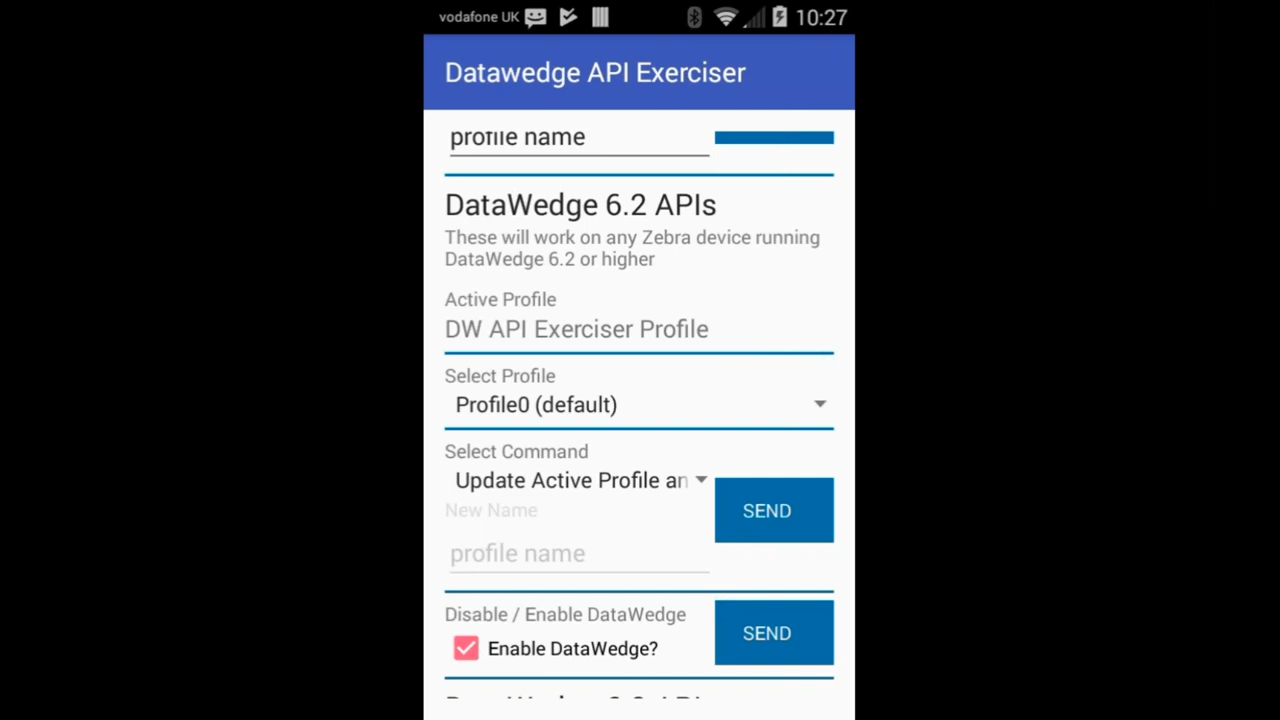 vodafone UK 10:27
Datawedge API Exerciser
profile name
DataWedge 6.2 APIs
These will work on any Zebra device running
DataWedge 6.2 or higher
Active Profile
DW API Exerciser Profile
Select Profile
Profile0 (default)
Select Command
Update Active Profile an
SEND
New Name
profile name
Disable / Enable DataWedge
SEND
Enable DataWedge?